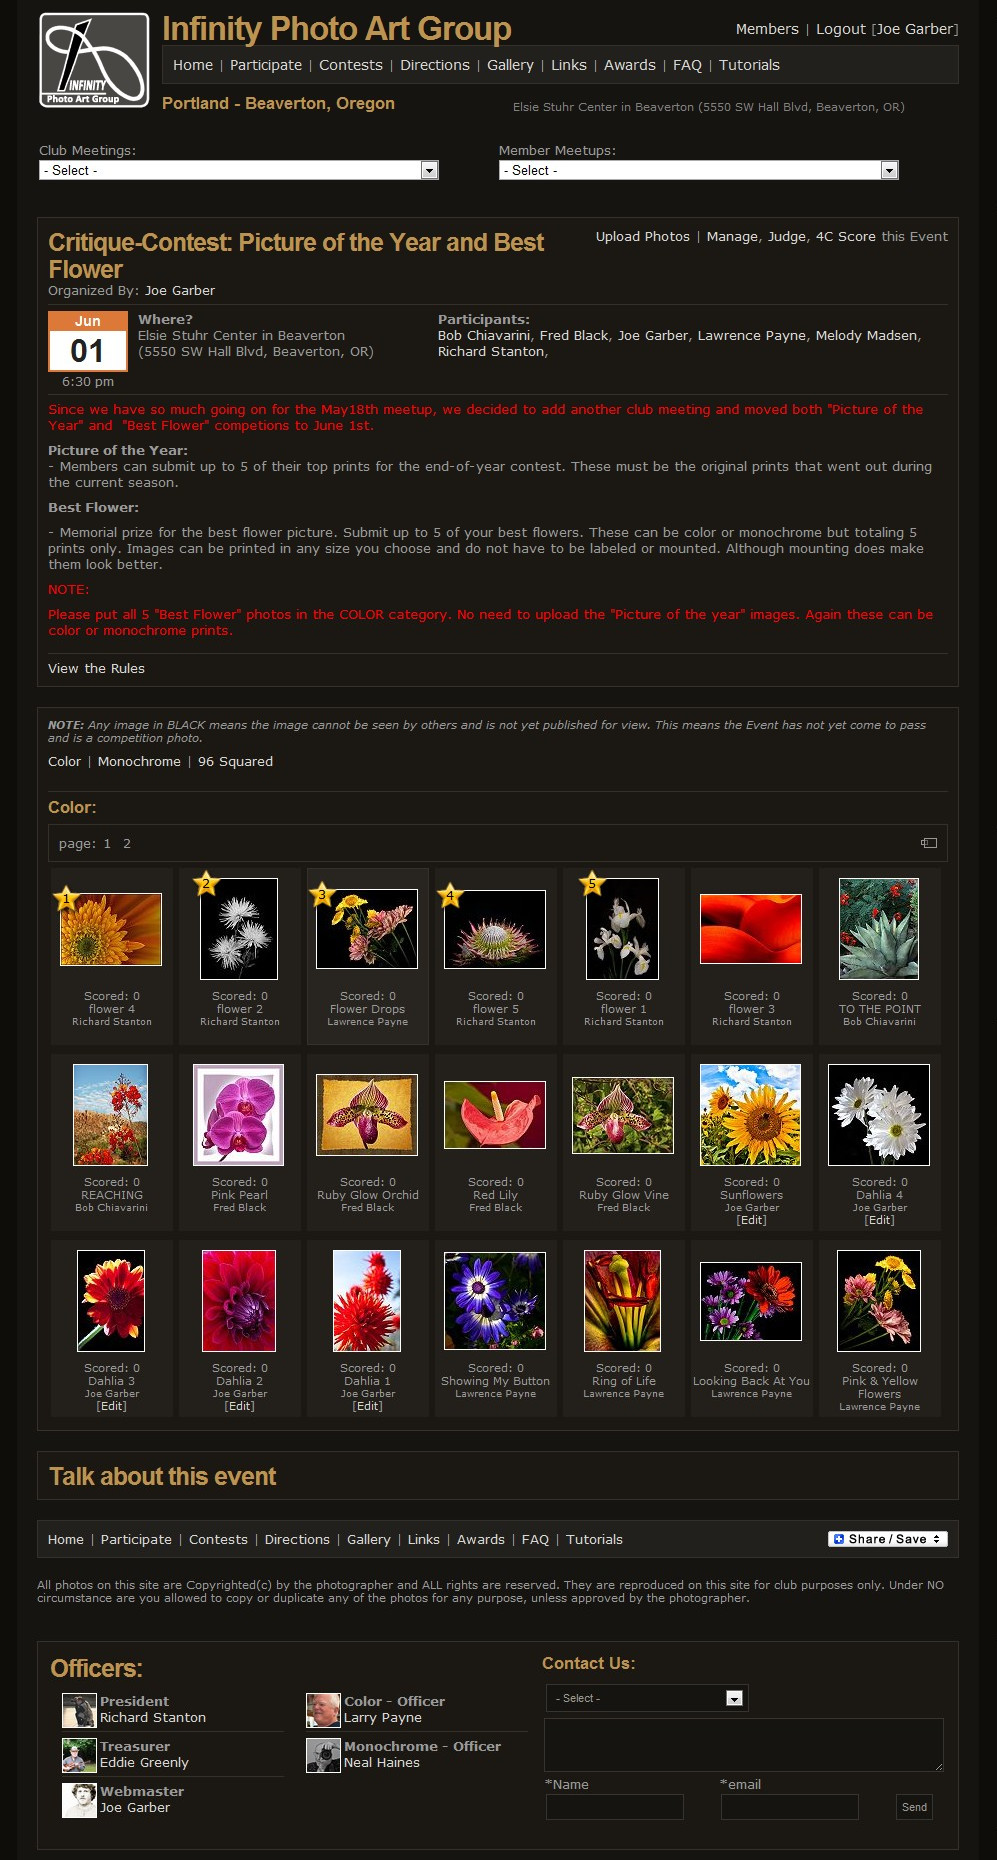 Infinity Photo Art Group
Members | Logout [Joe Garber]
INFINITY
Photo Art Group
Home | Participate | Contests | Directions | Gallery | Links | Awards | FAQ | Tutorials
Portland - Beaverton, Oregon
Elsie Stuhr Center in Beaverton (5550 SW Hall Blvd, Beaverton, OR)
Club Meetings:
Member Meetups:
- Select -
- Select -
Critique-Contest: Picture of the Year and Best
Flower
Upload Photos | Manage, Judge, 4C Score this Event
Organized By: Joe Garber
Jun
01
6:30 pm
Where?
Elsie Stuhr Center in Beaverton
(5550 SW Hall Blvd, Beaverton, OR)
Participants:
Bob Chiavarini, Fred Black, Joe Garber, Lawrence Payne, Melody Madsen,
Richard Stanton,
Since we have so much going on for the May18th meetup, we decided to add another club meeting and moved both "Picture of the
Year" and "Best Flower" competions to June 1st.
Picture of the Year:
- Members can submit up to 5 of their top prints for the end-of-year contest. These must be the original prints that went out during
the current season.
Best Flower:
- Memorial prize for the best flower picture. Submit up to 5 of your best flowers. These can be color or monochrome but totaling 5
prints only. Images can be printed in any size you choose and do not have to be labeled or mounted. Although mounting does make
them look better.
NOTE:
Please put all 5 "Best Flower" photos in the COLOR category. No need to upload the "Picture of the year" images. Again these can be
color or monochrome prints.
View the Rules
NOTE: Any image in BLACK means the image cannot be seen by others and is not yet published for view. This means the Event has not yet come to pass
and is a competition photo.
Color | Monochrome | 96 Squared
Color:
page: 1 2
1
2
3
4
5
Scored: 0
flower 4
Richard Stanton
Scored: 0
flower 2
Richard Stanton
Scored: 0
Flower Drops
Lawrence Payne
Scored: 0
flower 5
Richard Stanton
Scored: 0
flower 1
Richard Stanton
Scored: 0
flower 3
Richard Stanton
Scored: 0
TO THE POINT
Bob Chiavarini
Scored: 0
REACHING
Bob Chiavarini
Scored: 0
Pink Pearl
Fred Black
Scored: 0
Ruby Glow Orchid
Fred Black
Scored: 0
Red Lily
Fred Black
Scored: 0
Ruby Glow Vine
Fred Black
Scored: 0
Sunflowers
Joe Garber
[Edit]
Scored: 0
Dahlia 4
Joe Garber
[Edit]
Scored: 0
Dahlia 3
Joe Garber
[Edit]
Scored: 0
Dahlia 2
Joe Garber
[Edit]
Scored: 0
Dahlia 1
Joe Garber
[Edit]
Scored: 0
Showing My Button
Lawrence Payne
Scored: 0
Ring of Life
Lawrence Payne
Scored: 0
Looking Back At You
Lawrence Payne
Scored: 0
Pink & Yellow
Flowers
Lawrence Payne
Talk about this event
Home | Participate | Contests | Directions | Gallery | Links | Awards | FAQ | Tutorials
Share / Save
All photos on this site are Copyrighted(c) by the photographer and ALL rights are reserved. They are reproduced on this site for club purposes only. Under NO
circumstance are you allowed to copy or duplicate any of the photos for any purpose, unless approved by the photographer.
Officers:
President
Richard Stanton
Color - Officer
Larry Payne
Treasurer
Eddie Greenly
Monochrome - Officer
Neal Haines
Webmaster
Joe Garber
Contact Us:
- Select -
*Name
*email
Send